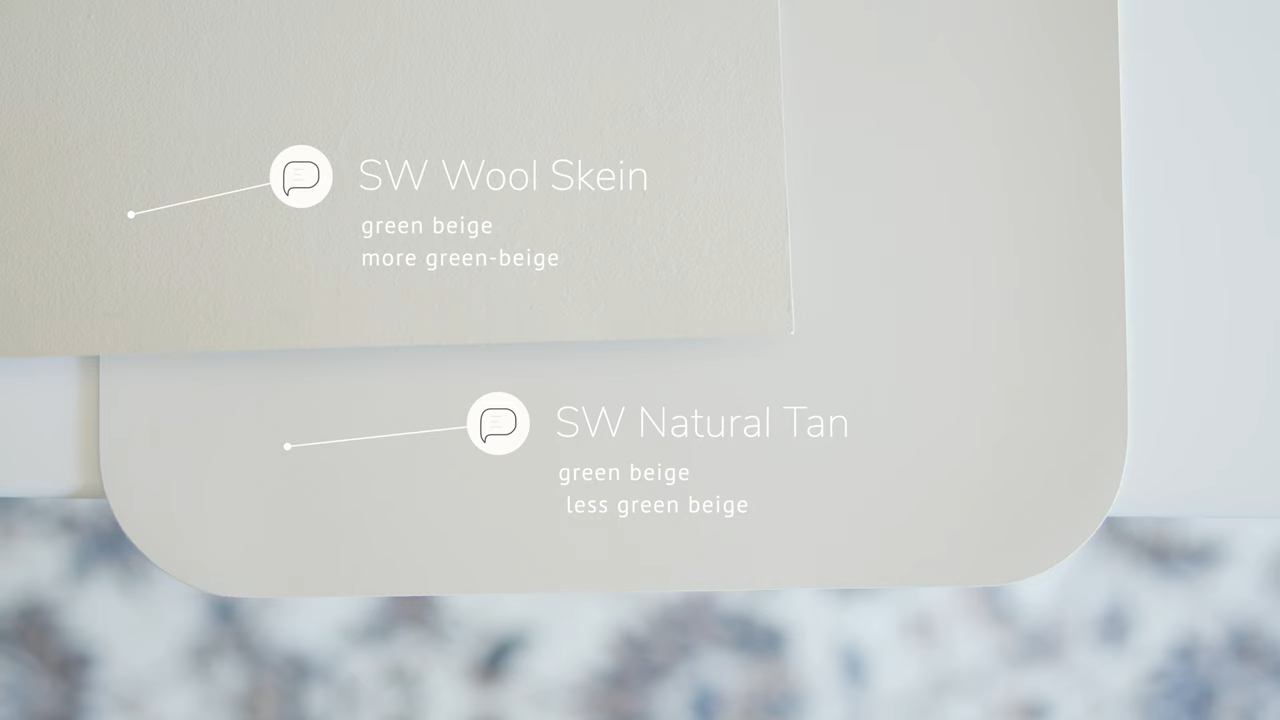 SW Wool Skein
green beige
more green-beige
SW Natural Tan
green beige
less green beige